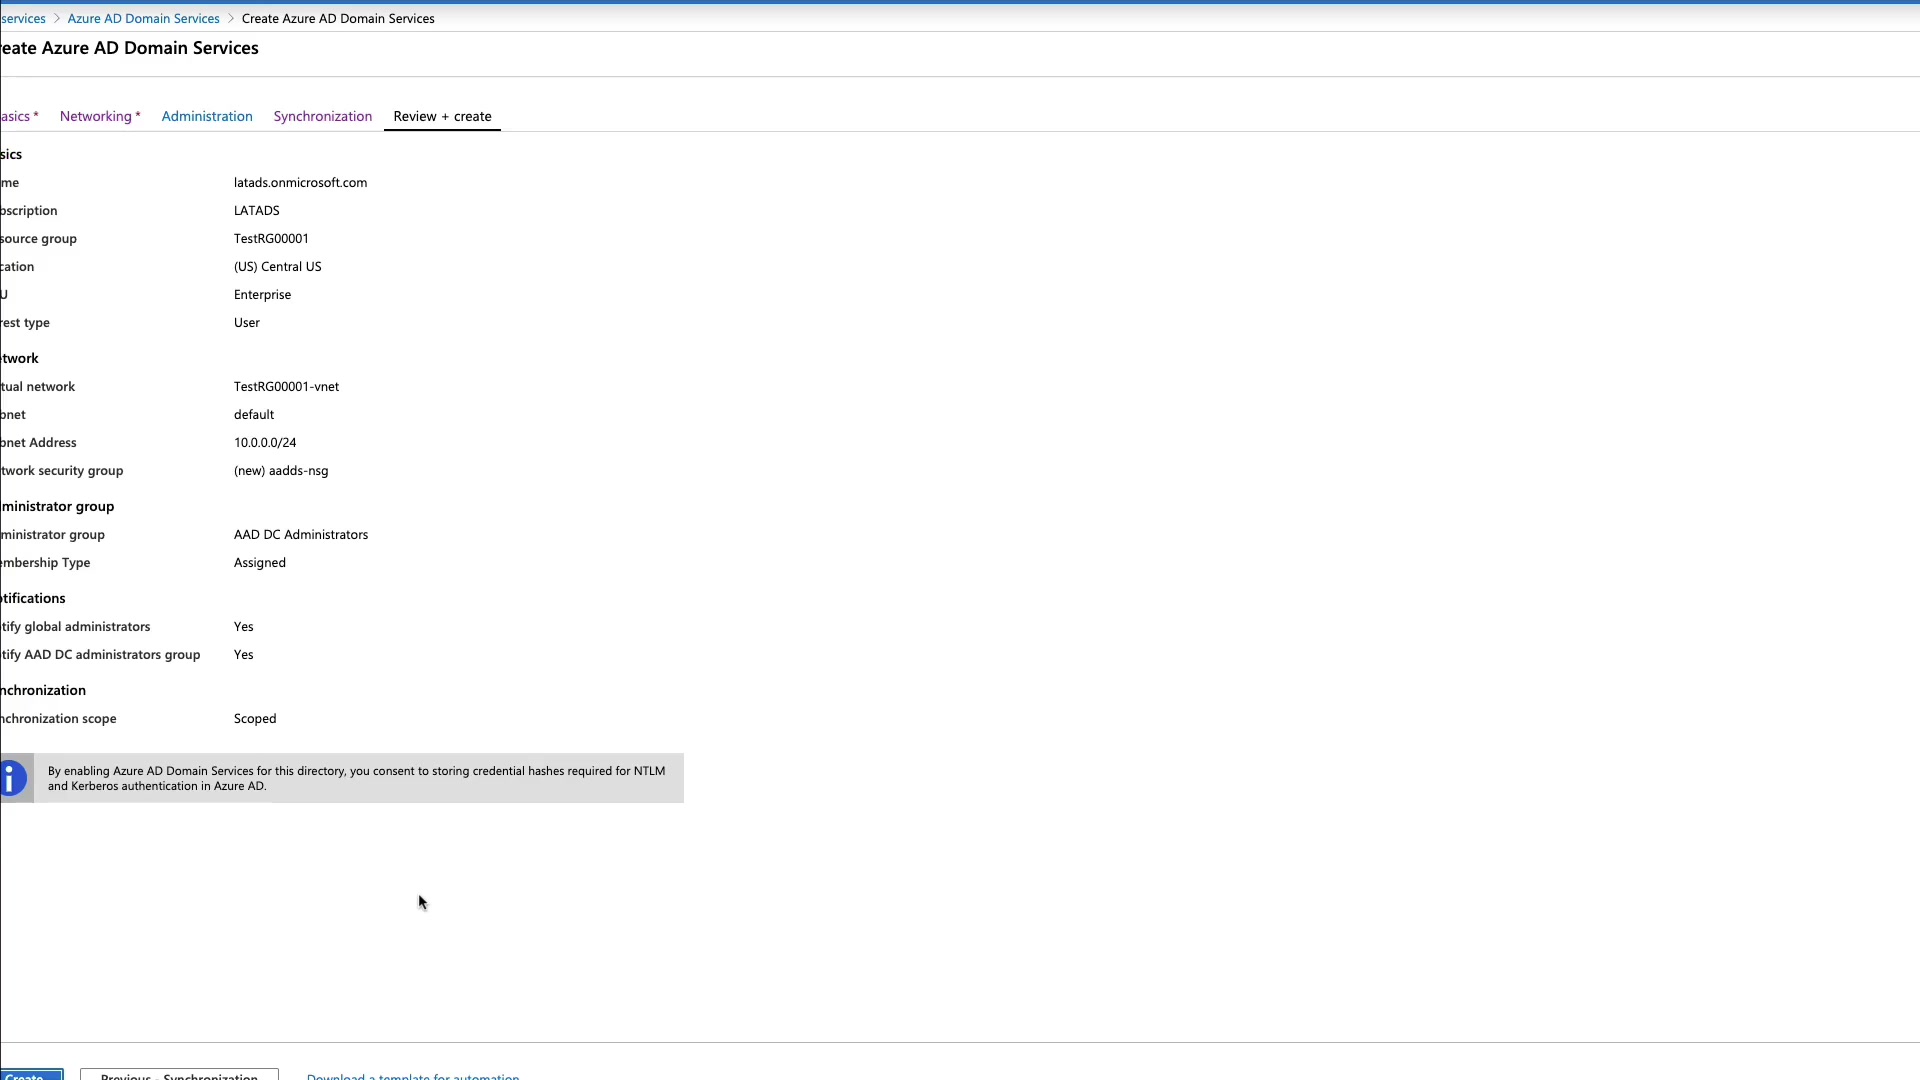 services > Azure AD Domain Services > Create Azure AD Domain Services
reate Azure AD Domain Services
asics * Networking * Administration Synchronization Review + create
sics
me latads.onmicrosoft.com
bscription LATADS
source group TestRG00001
cation (US) Central US
U Enterprise
rest type User
etwork
tual network TestRG00001-vnet
bnet default
bnet Address 10.0.0.0/24
twork security group (new) aadds-nsg
ministrator group
ministrator group AAD DC Administrators
embership Type Assigned
otifications
tify global administrators Yes
tify AAD DC administrators group Yes
nchronization
nchronization scope Scoped
By enabling Azure AD Domain Services for this directory, you consent to storing credential hashes required for NTLM
and Kerberos authentication in Azure AD.
Create Previous - Synchronization Download a template for automation